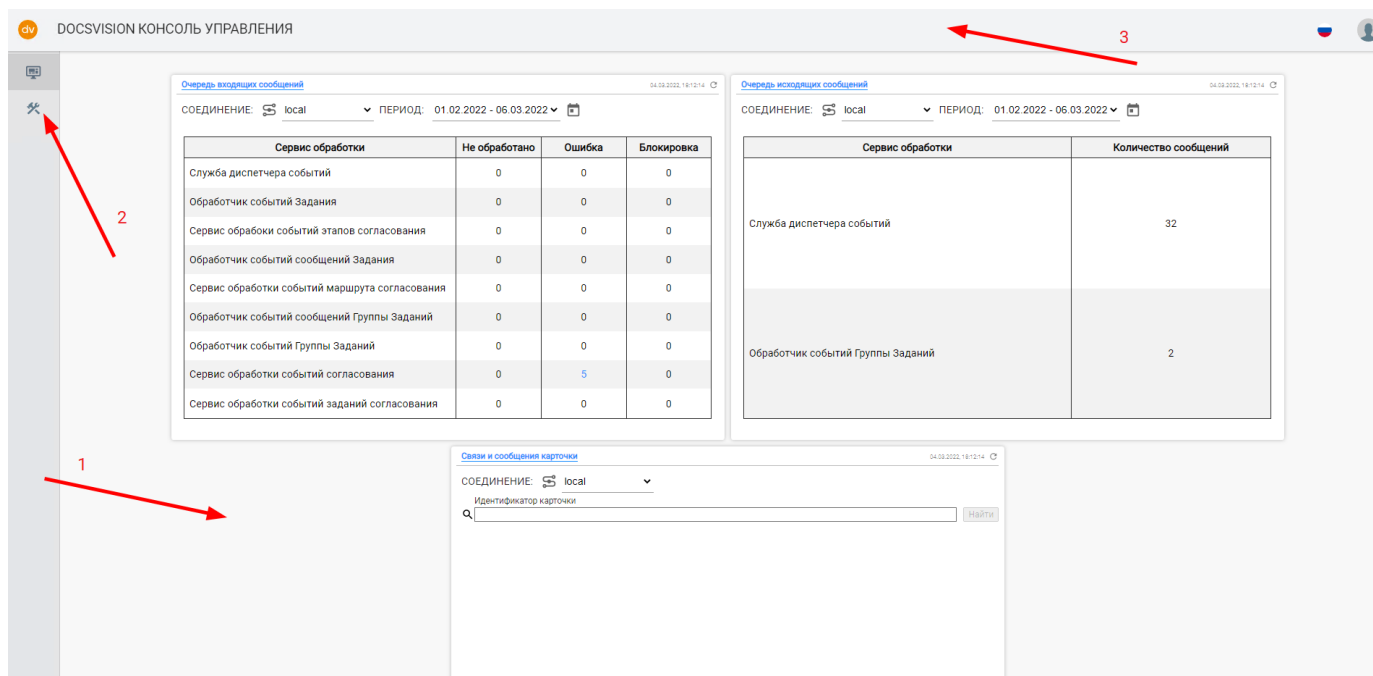 dv DOCSVISION КОНСОЛЬ УПРАВЛЕНИЯ
3
Очередь входящих сообщений 04.03.2022, 18:12:14
СОЕДИНЕНИЕ: local ПЕРИОД: 01.02.2022 - 06.03.2022
Сервис обработки Не обработано Ошибка Блокировка
Служба диспетчера событий 0 0 0
Обработчик событий Задания 0 0 0
Сервис обрабоки событий этапов согласования 0 0 0
Обработчик событий сообщений Задания 0 0 0
Сервис обработки событий маршрута согласования 0 0 0
Обработчик событий сообщений Группы Заданий 0 0 0
Обработчик событий Группы Заданий 0 0 0
Сервис обработки событий согласования 0 5 0
Сервис обработки событий заданий согласования 0 0 0
Очередь исходящих сообщений 04.03.2022, 18:12:14
СОЕДИНЕНИЕ: local ПЕРИОД: 01.02.2022 - 06.03.2022
Сервис обработки Количество сообщений
Служба диспетчера событий 32
Обработчик событий Группы Заданий 2
2
1
Связи и сообщения карточки 04.03.2022, 18:12:14
СОЕДИНЕНИЕ: local
Идентификатор карточки
Найти